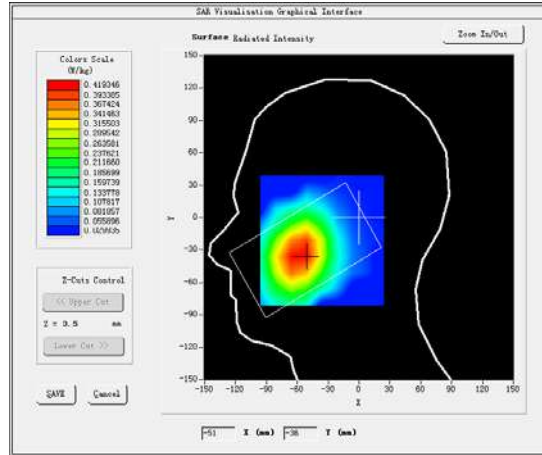 SAR Visualisation Graphical Interface
Surface Radiated Intensity
Zoom In/Out
Colors Scale
(W/kg)
0.419346
0.393385
0.367424
0.341463
0.315503
0.289542
0.263581
0.237621
0.211660
0.185699
0.159739
0.133778
0.107817
0.081857
0.055896
0.029935
Z-Cuts Control
<< Upper Cut
Z = 3.5 mm
Lower Cut >>
SAVE Cancel
150
120
90
60
30
0
-30
-60
-90
-120
-150
Y
-150 -120 -90 -60 -30 0 30 60 90 120 150
X
-51 X (mm) -36 Y (mm)